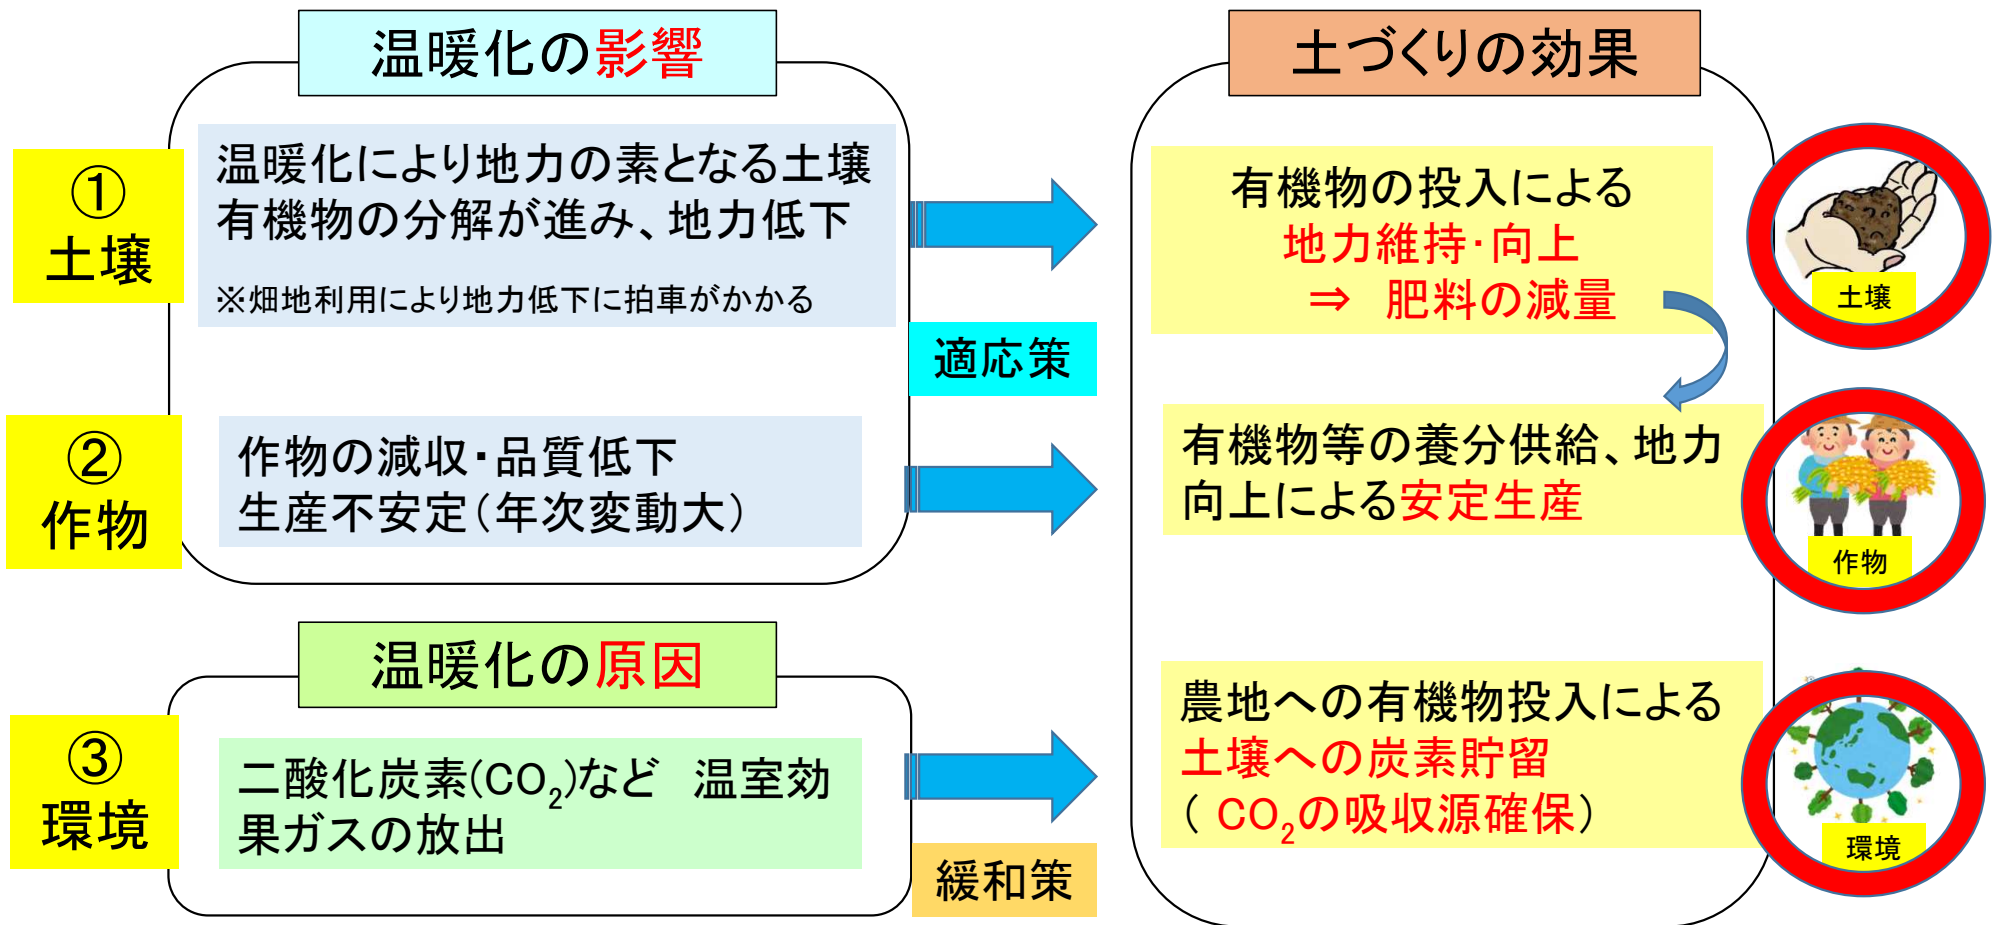 温暖化の影響
①
土壌
温暖化により地力の素となる土壌
有機物の分解が進み、地力低下
※畑地利用により地力低下に拍車がかかる
②
作物
作物の減収・品質低下
生産不安定（年次変動大）
適応策
温暖化の原因
③
環境
二酸化炭素(CO₂)など　温室効
果ガスの放出
緩和策
土づくりの効果
有機物の投入による
地力維持・向上
⇒　肥料の減量
土壌
有機物等の養分供給、地力
向上による安定生産
作物
農地への有機物投入による
土壌への炭素貯留
（ CO₂の吸収源確保）
環境